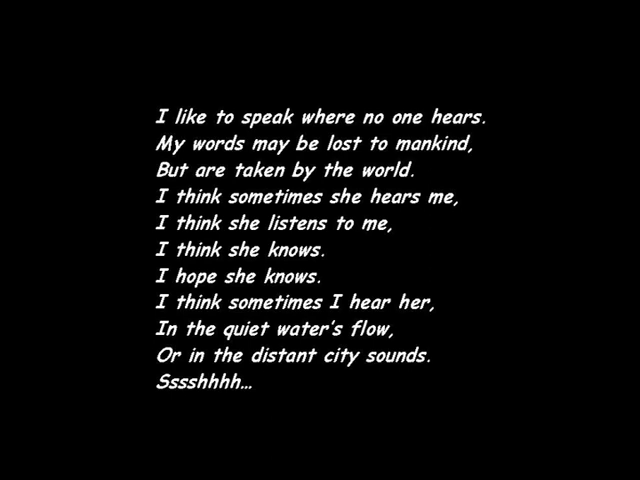 I like to speak where no one hears.
My words may be lost to mankind,
But are taken by the world.
I think sometimes she hears me,
I think she listens to me,
I think she knows.
I hope she knows.
I think sometimes I hear her,
In the quiet water's flow,
Or in the distant city sounds.
Sssshhhh...